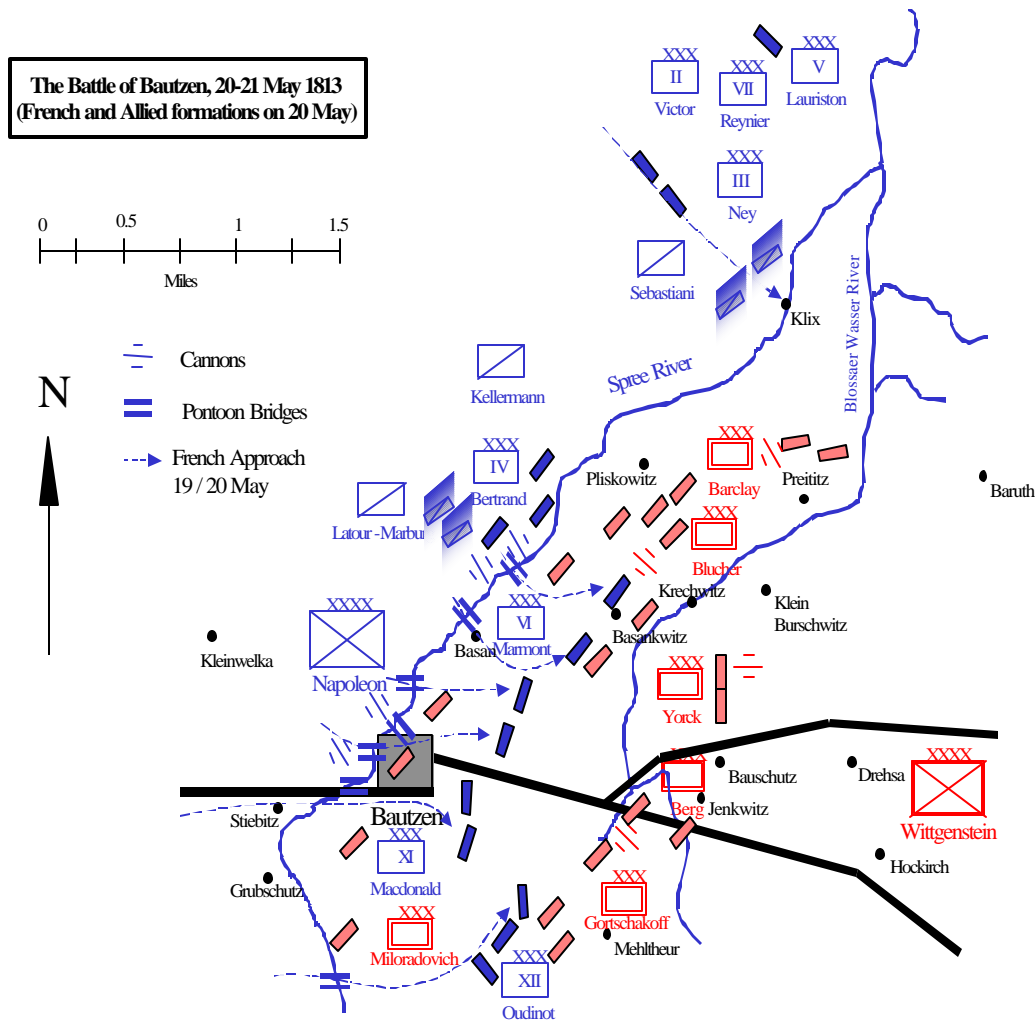 The Battle of Bautzen, 20-21 May 1813
(French and Allied formations on 20 May)
0 0.5 1 1.5
Miles
Cannons
Pontoon Bridges
French Approach
19 / 20 May
N
XXX
II
Victor
XXX
VII
Reynier
XXX
V
Lauriston
XXX
III
Ney
Sebastiani
Klix
Blossaer Wasser River
Spree River
Kellermann
XXX
IV
Bertrand
Latour -Marbur
Pliskowitz
XXX
Barclay
Preititz
Baruth
XXX
Blucher
Krechwitz
Klein
Burschwitz
XXX
VI
Marmont
Basankwitz
Basan
Kleinwelka
XXXX
Napoleon
XXX
Yorck
XXX
Berg
Bauschutz
Jenkwitz
Drehsa
XXXX
Wittgenstein
Hockirch
Stiebitz
Bautzen
XXX
XI
Macdonald
Grubschutz
XXX
Miloradovich
XXX
Gortschakoff
Mehltheur
XXX
XII
Oudinot